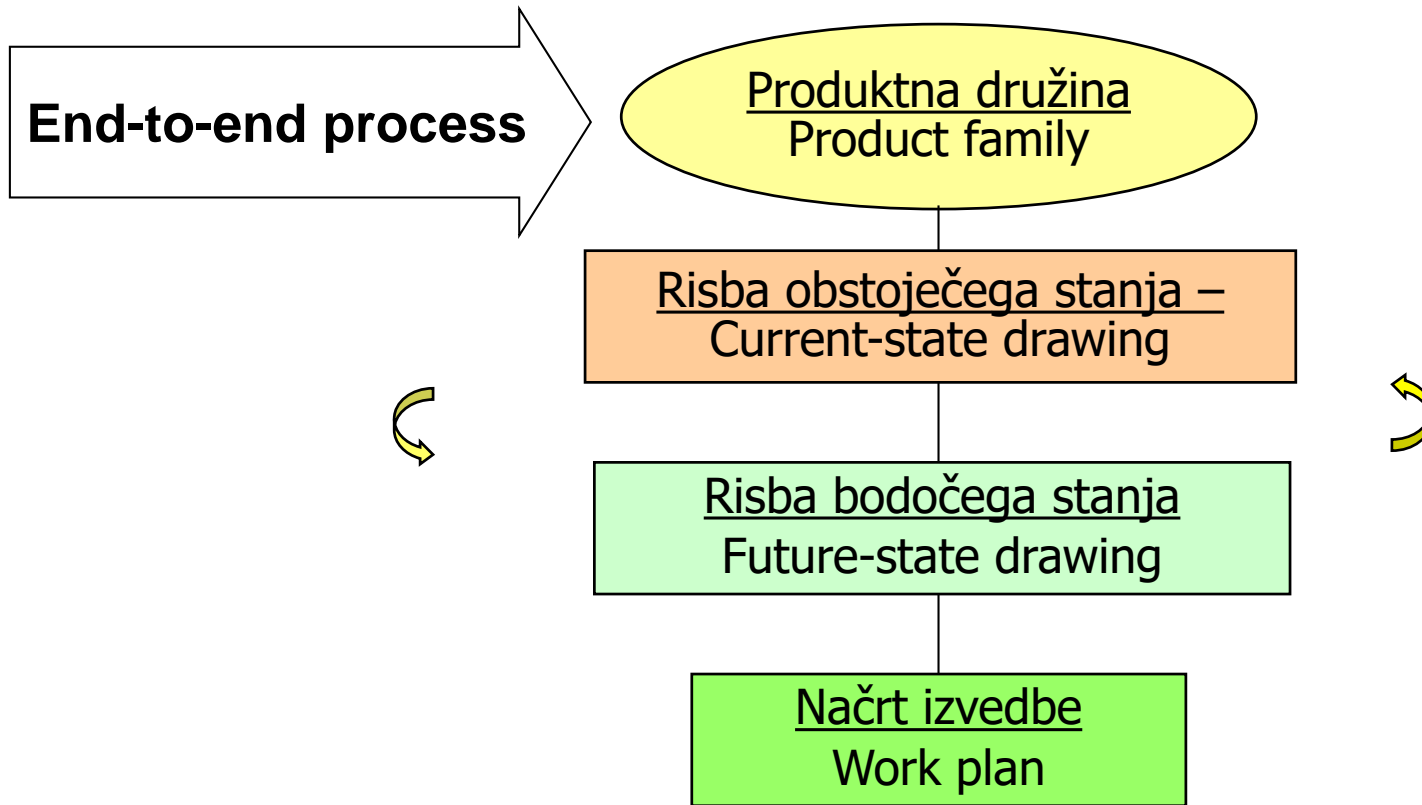 End-to-end process
Produktna družina
Product family
Risba obstoječega stanja –
Current-state drawing
Risba bodočega stanja
Future-state drawing
Načrt izvedbe
Work plan